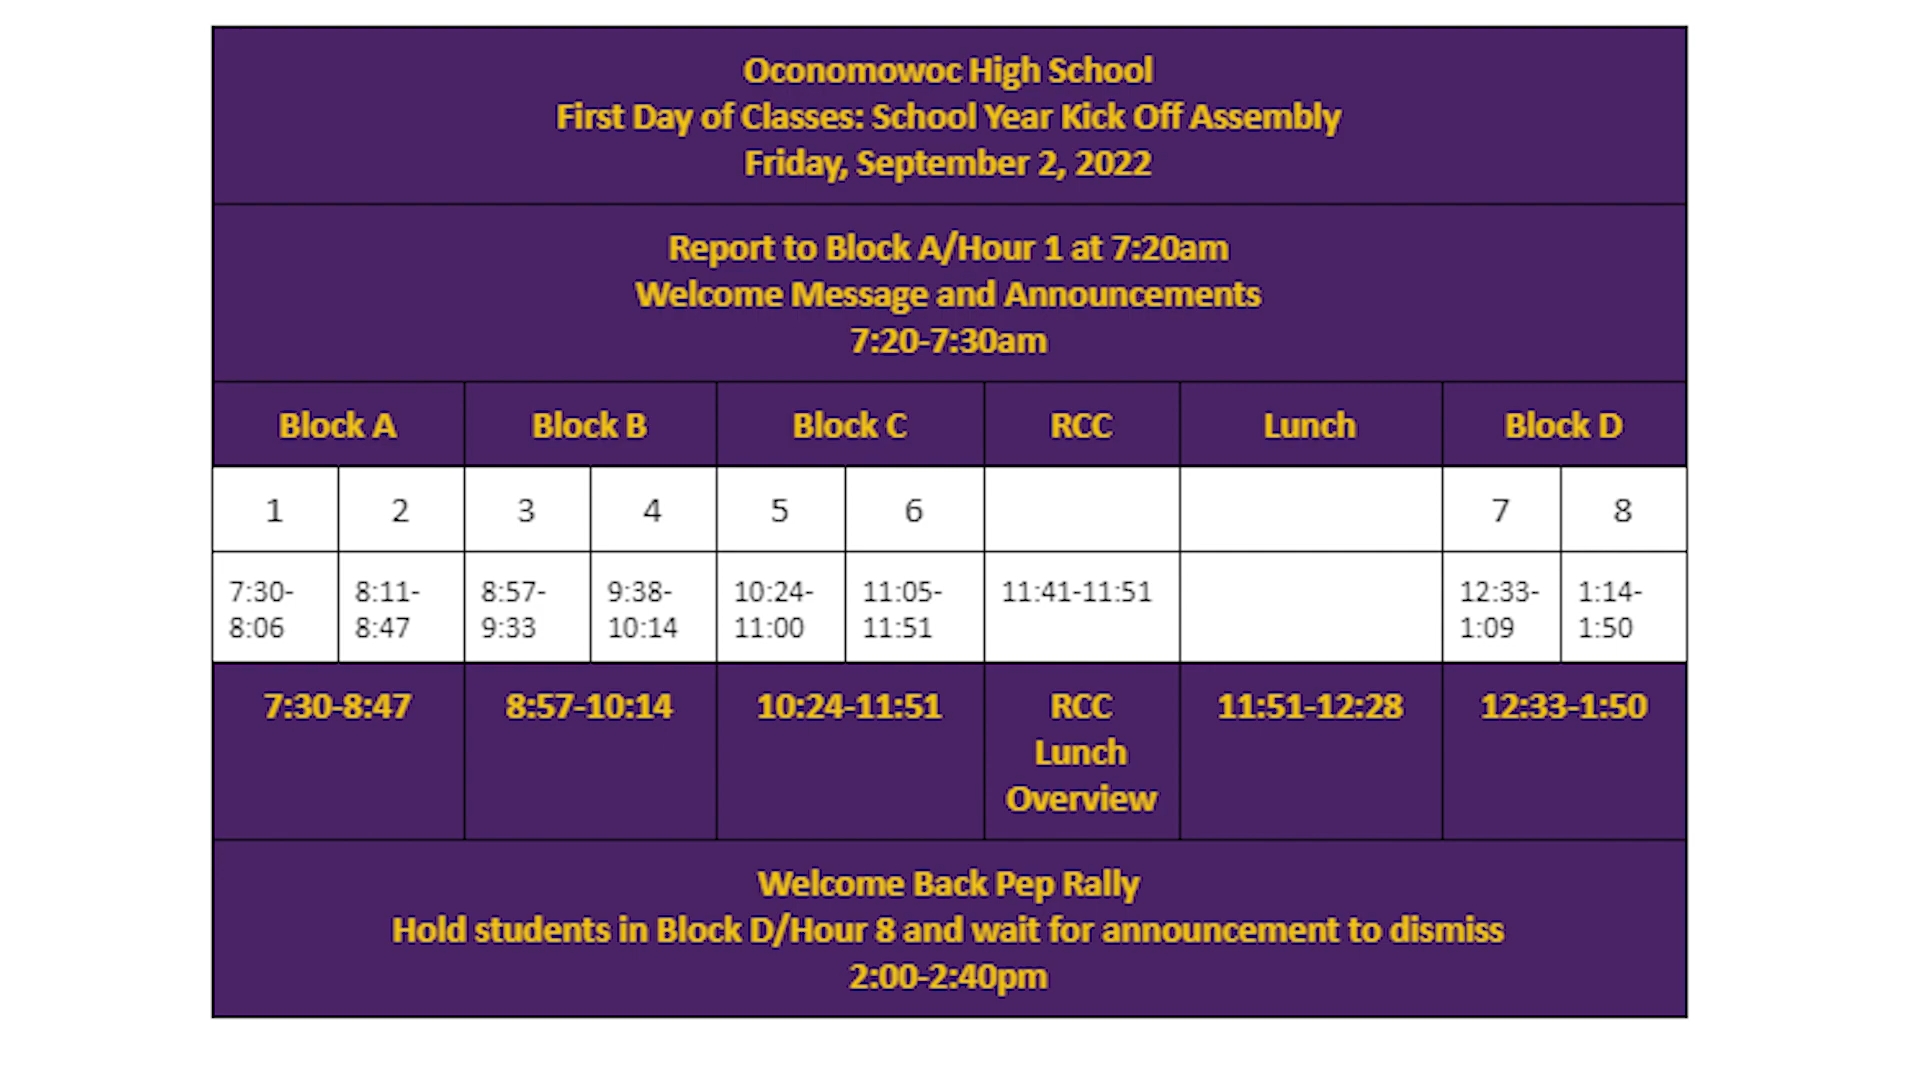 Oconomowoc High School
First Day of Classes: School Year Kick Off Assembly
Friday, September 2, 2022
Report to Block A/Hour 1 at 7:20am
Welcome Message and Announcements
7:20-7:30am
Block A Block B Block C RCC Lunch Block D
1 2 3 4 5 6 7 8
7:30- 8:11- 8:57- 9:38- 10:24- 11:05- 11:41-11:51 12:33- 1:14-
8:06 8:47 9:33 10:14 11:00 11:51 1:09 1:50
7:30-8:47 8:57-10:14 10:24-11:51 RCC 11:51-12:28 12:33-1:50
Lunch
Overview
Welcome Back Pep Rally
Hold students in Block D/Hour 8 and wait for announcement to dismiss
2:00-2:40pm